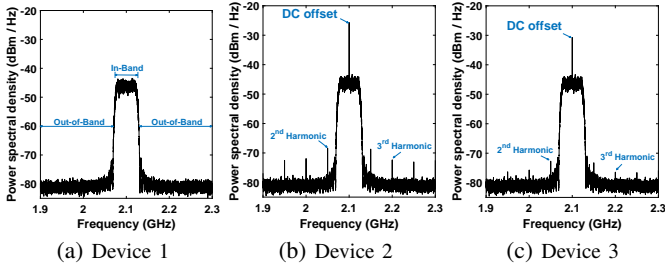 Power spectral density (dBm / Hz)
-20
-30
-40
-50
-60
-70
-80
In-Band
Out-of-Band
Out-of-Band
1.9
2
2.1
2.2
2.3
Frequency (GHz)
(a) Device 1
Power spectral density (dBm / Hz)
-20
-30
-40
-50
-60
-70
-80
DC offset
2nd Harmonic
3rd Harmonic
1.9
2
2.1
2.2
2.3
Frequency (GHz)
(b) Device 2
Power spectral density (dBm / Hz)
-20
-30
-40
-50
-60
-70
-80
DC offset
2nd Harmonic
3rd Harmonic
1.9
2
2.1
2.2
2.3
Frequency (GHz)
(c) Device 3